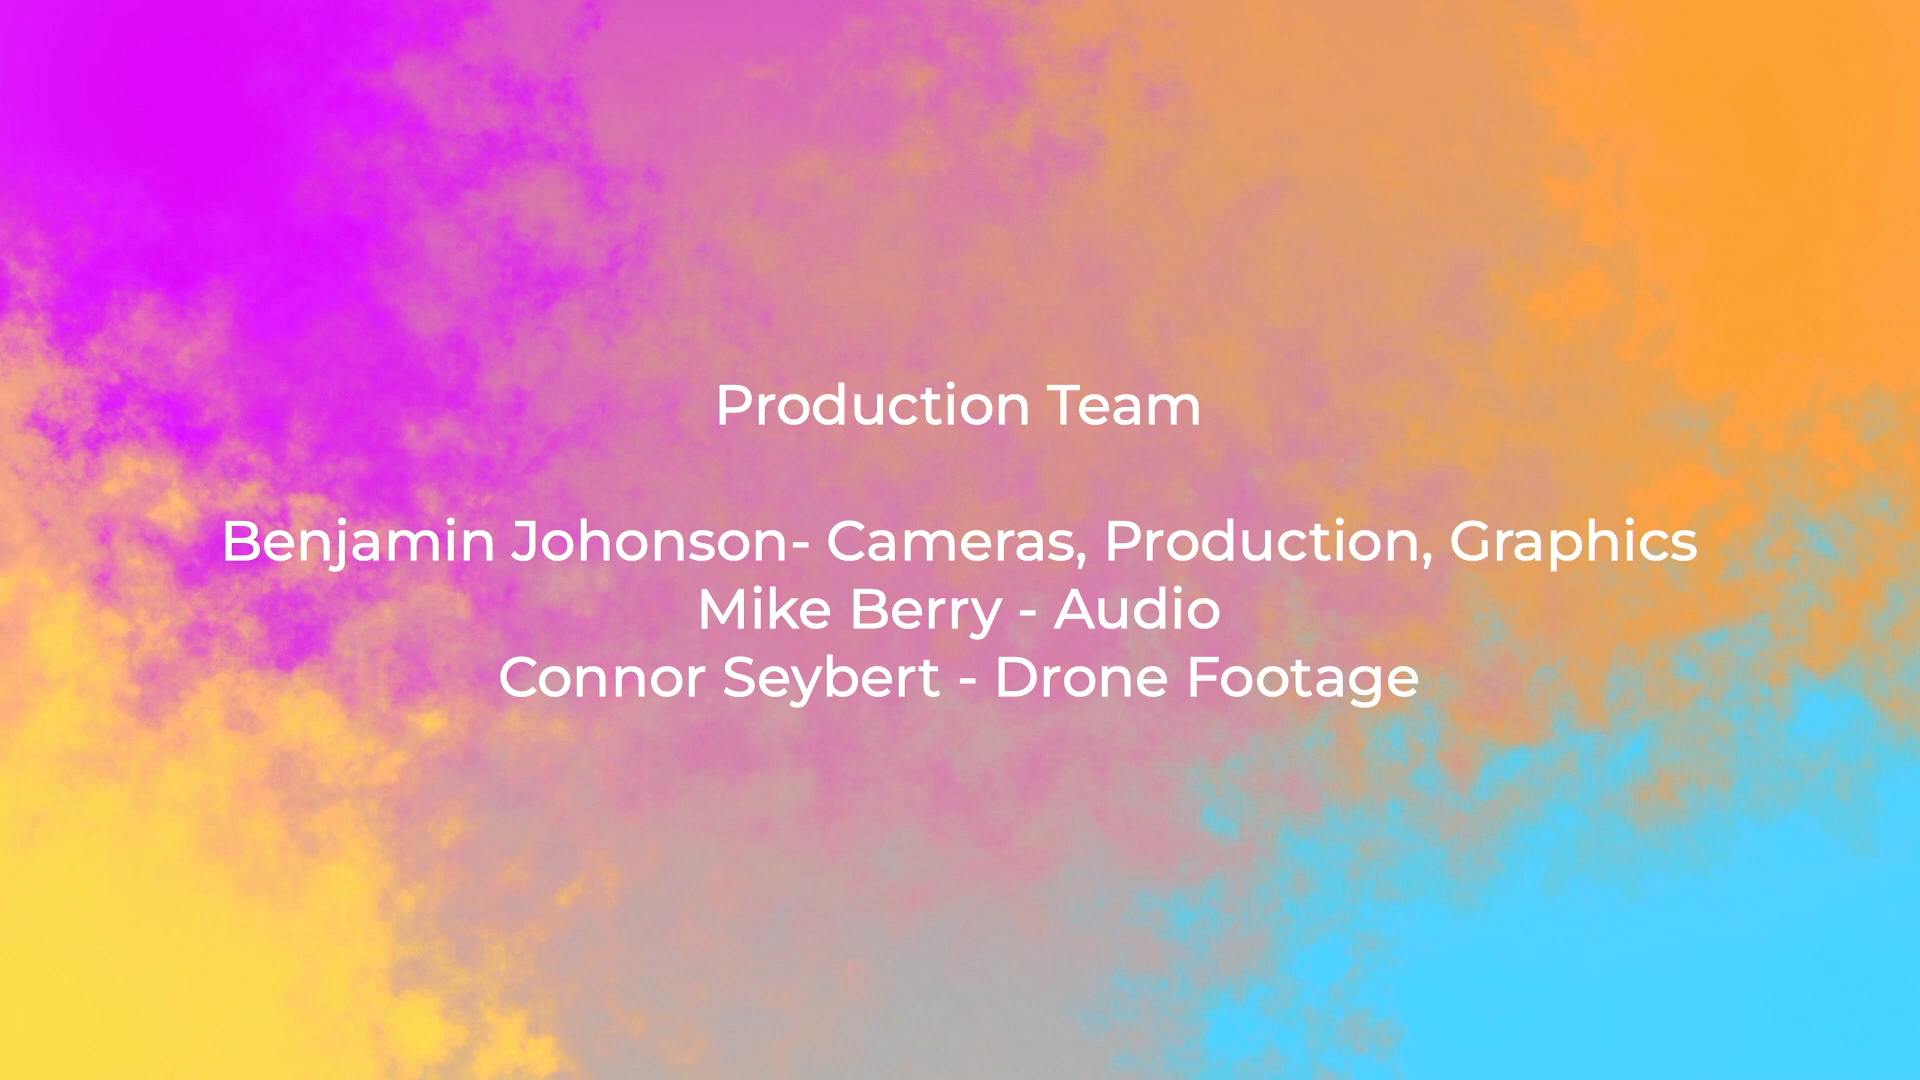 Production Team
Benjamin Johonson- Cameras, Production, Graphics
Mike Berry - Audio
Connor Seybert - Drone Footage